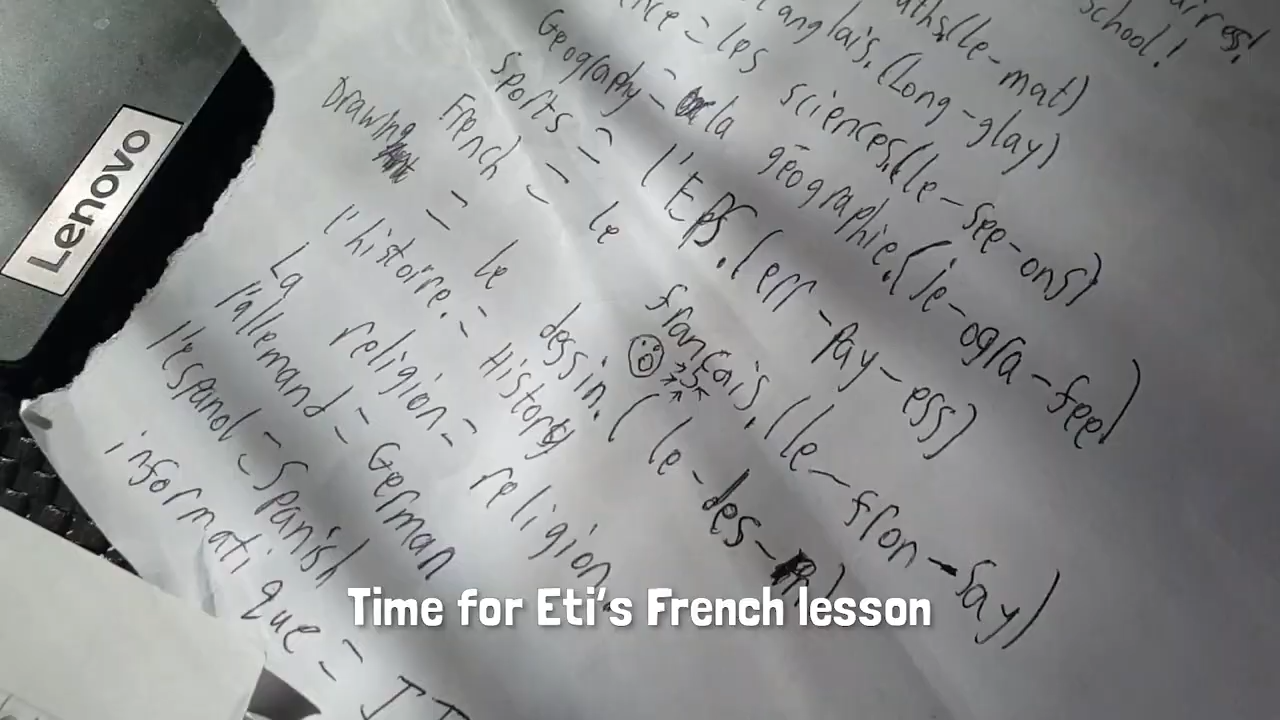 school!
maths.(le-mat)
l'anglais.(Long-glay)
= les sciences.(le-see-ons)
Geography = la géographie.(je-ogra-fee)
Sports = l'EPS.(err-pay-ess)
French = le français.(le-fron-say)
Drawing = le dessin.(le-des-
l'histoire. - History
La religion = religion.
l'allemand = German
l'espanol = Spanish
informatique = IT
Lenovo
Time for Eti's French lesson